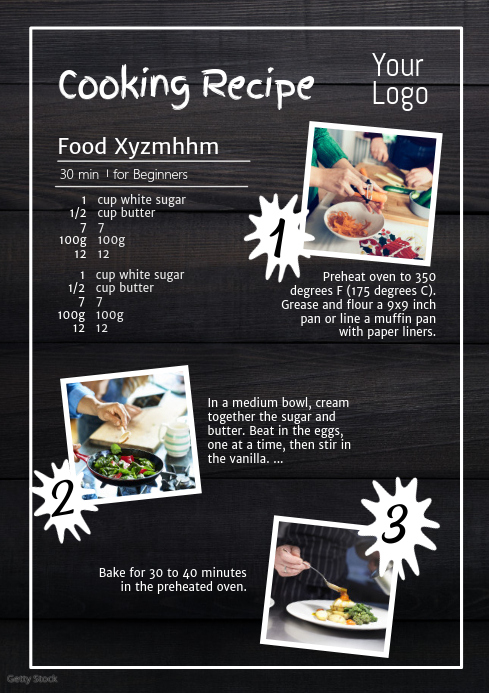 Cooking Recipe
Your
Logo
Food Xyzmhhm
30 min | for Beginners
1 cup white sugar
1/2 cup butter
7 7
100g 100g
12 12
1 cup white sugar
1/2 cup butter
7 7
100g 100g
12 12
1
Preheat oven to 350
degrees F (175 degrees C).
Grease and flour a 9x9 inch
pan or line a muffin pan
with paper liners.
In a medium bowl, cream
together the sugar and
butter. Beat in the eggs,
one at a time, then stir in
the vanilla. ...
2
3
Bake for 30 to 40 minutes
in the preheated oven.
Getty Stock